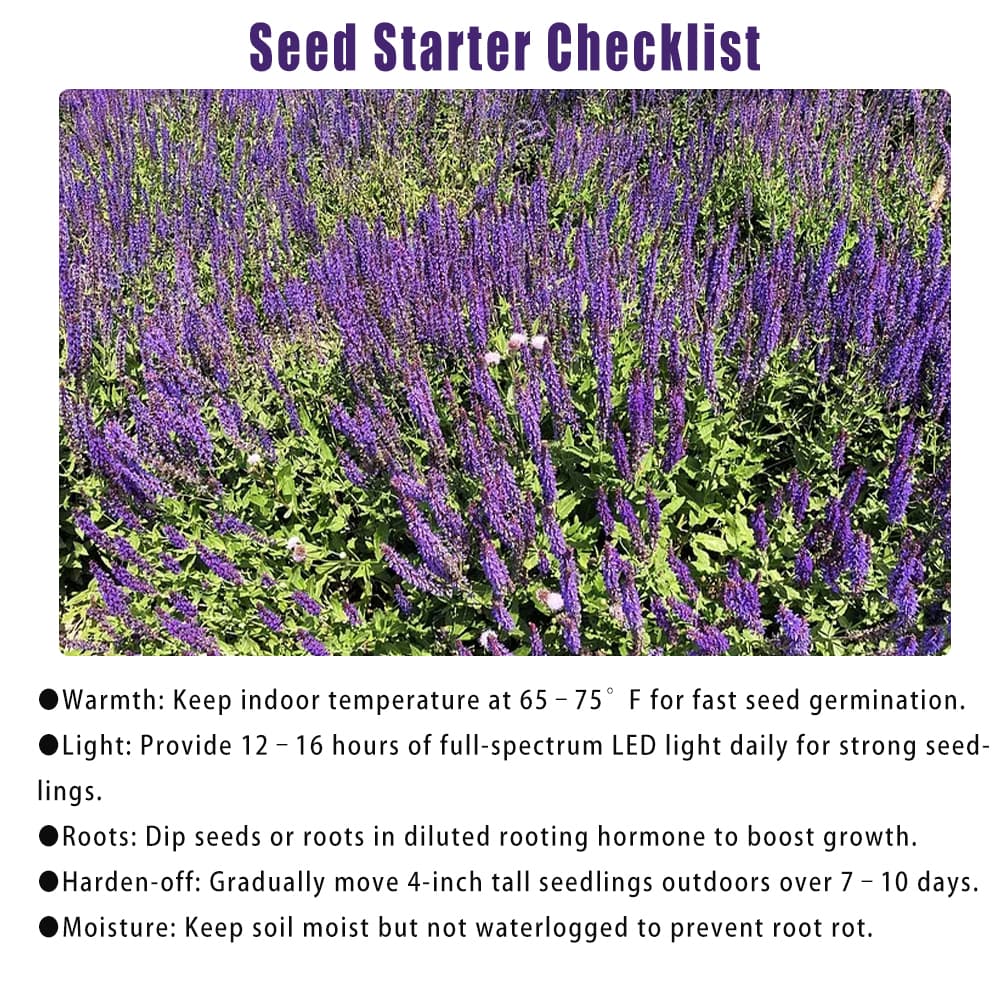 Seed Starter Checklist
●Warmth: Keep indoor temperature at 65–75°F for fast seed germination.
●Light: Provide 12–16 hours of full-spectrum LED light daily for strong seed-
lings.
●Roots: Dip seeds or roots in diluted rooting hormone to boost growth.
●Harden-off: Gradually move 4-inch tall seedlings outdoors over 7–10 days.
●Moisture: Keep soil moist but not waterlogged to prevent root rot.